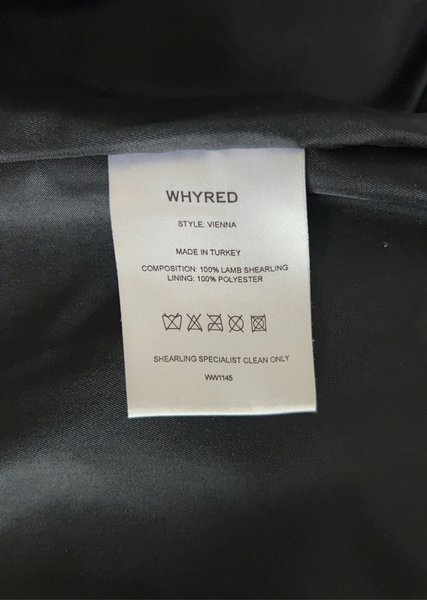 WHYRED
STYLE: VIENNA
MADE IN TURKEY
COMPOSITION: 100% LAMB SHEARLING
LINING: 100% POLYESTER
SHEARLING SPECIALIST CLEAN ONLY
WW1145